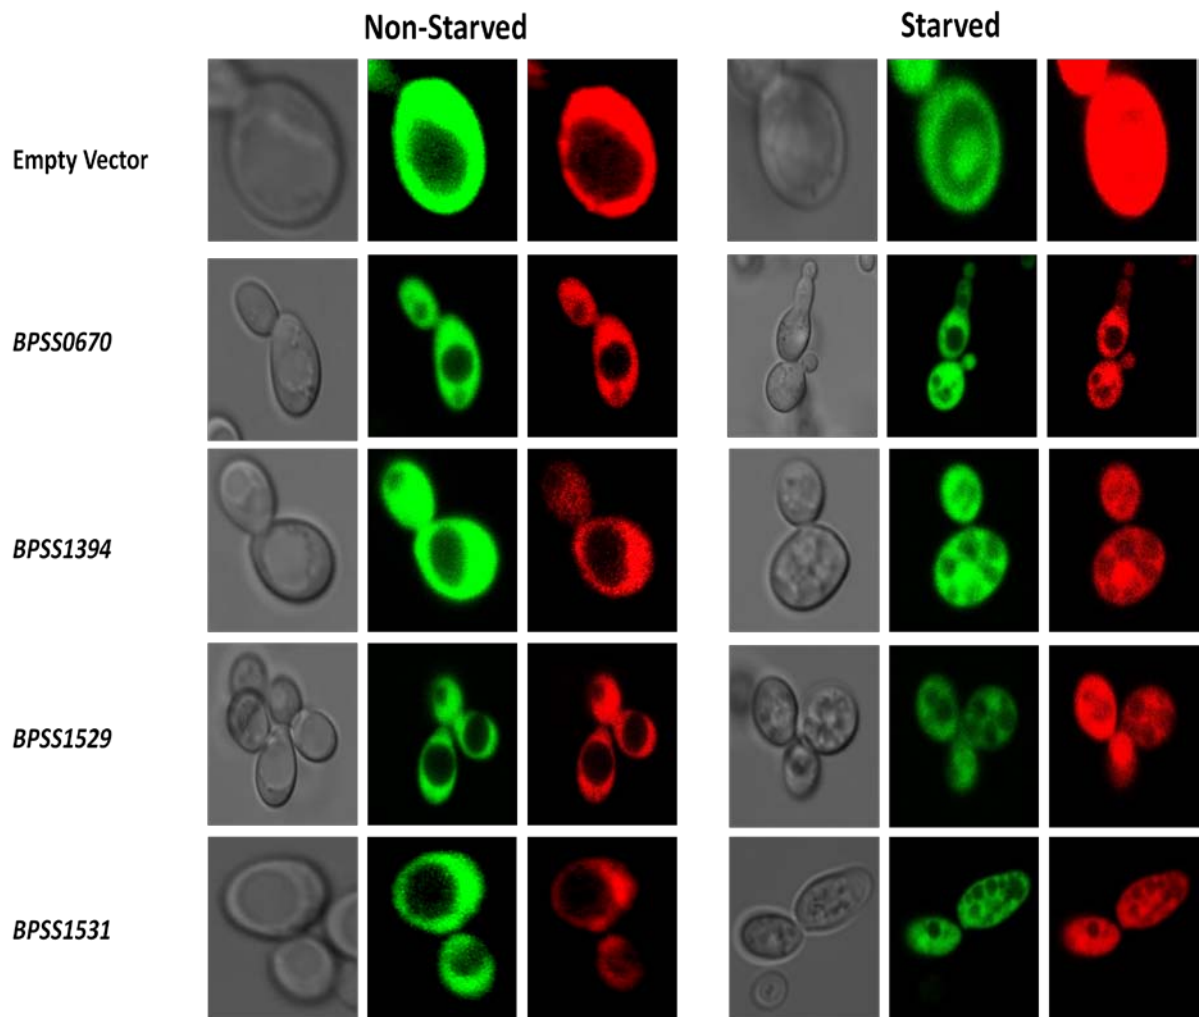 Non-Starved
Starved
Empty Vector
BPSS0670
BPSS1394
BPSS1529
BPSS1531